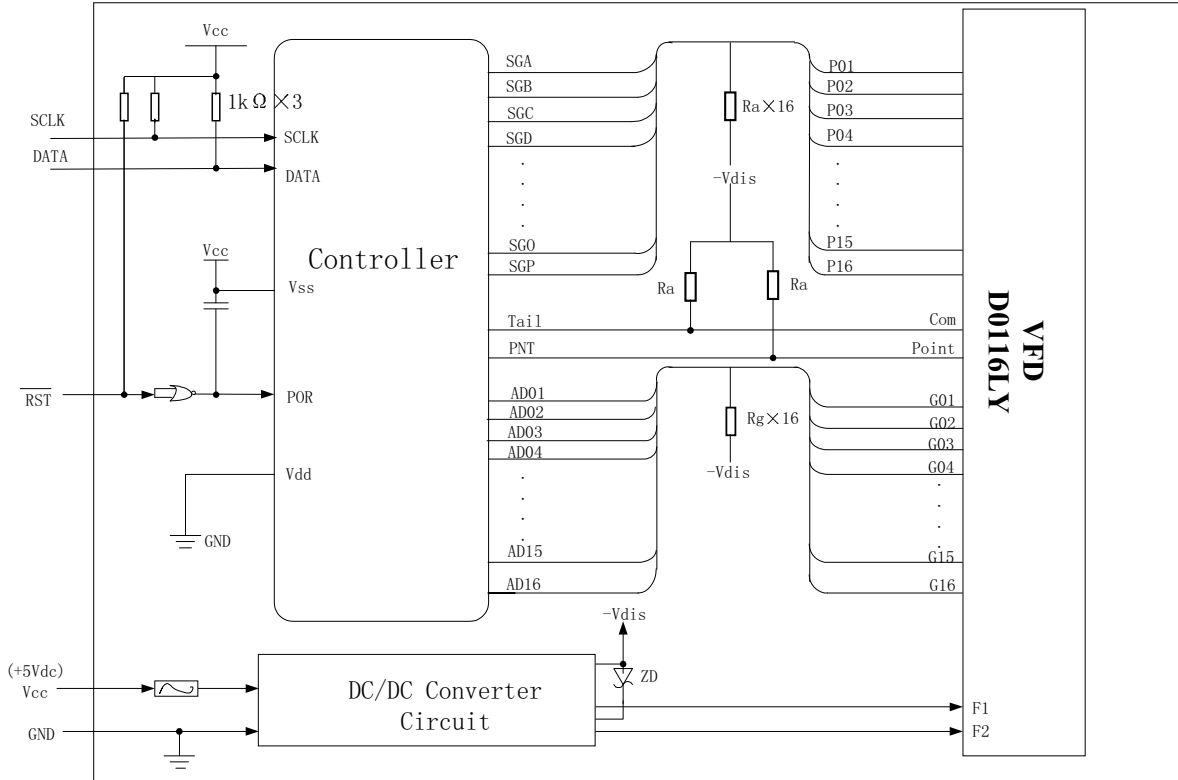 Vcc
1kΩ×3
SCLK
SCLK
DATA
DATA
Vcc
Vss
RST
POR
Vdd
GND
Controller
SGA
SGB
SGC
SGD
SGO
SGP
Tail
PNT
AD01
AD02
AD03
AD04
AD15
AD16
Ra×16
-Vdis
Ra
Ra
Rg×16
-Vdis
P01
P02
P03
P04
P15
P16
Com
Point
G01
G02
G03
G04
G15
G16
VFD
D0116LY
-Vdis
ZD
(+5Vdc)
Vcc
GND
DC/DC Converter
Circuit
F1
F2